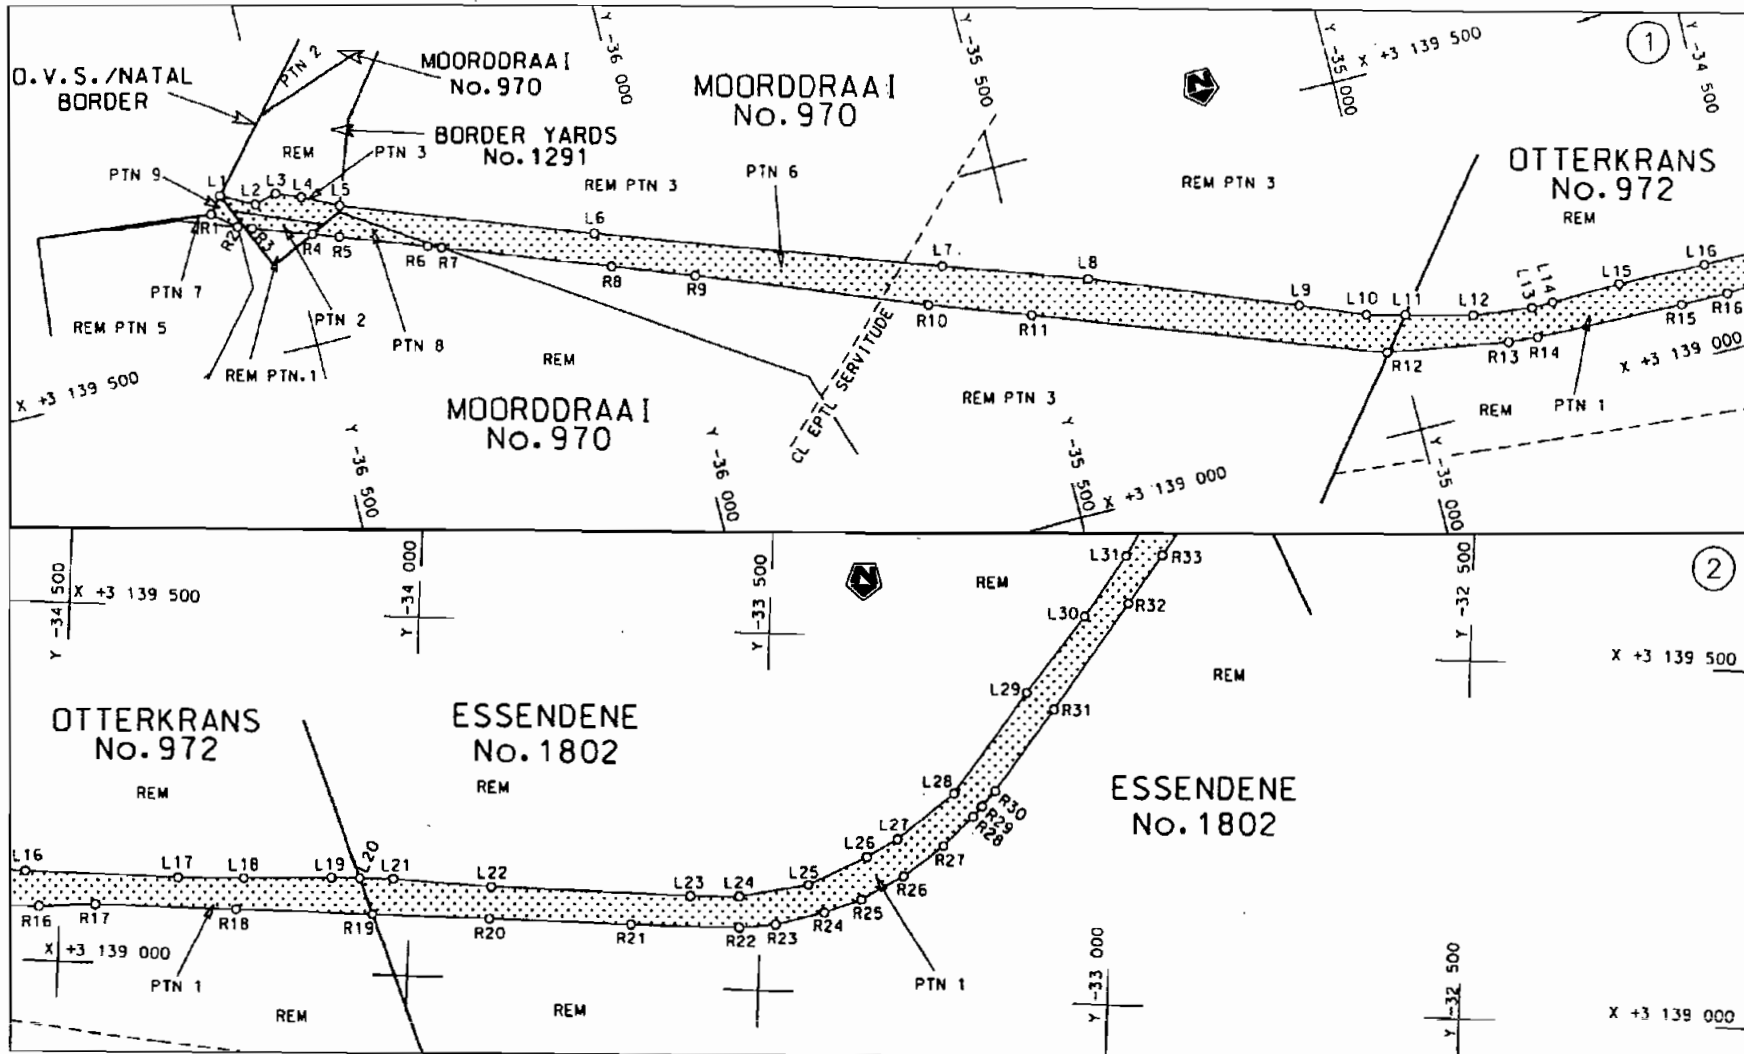 O.V.S./NATAL
BORDER
PTN 2
MOORDDRAAI
No.970
BORDER YARDS
No.1291
REM
PTN 3
PTN 9
L1
L2
L3
L4
L5
R1
R2
R3
R4
R5
R6
R7
PTN 7
REM PTN 5
PTN 2
PTN 8
REM PTN.1
X +3 139 500
Y -36 000
MOORDDRAAI
No.970
REM PTN 3
PTN 6
L6
R8
R9
REM
MOORDDRAAI
No.970
Y -36 500
Y -36 000
Y -35 500
REM PTN 3
L7
L8
R10
R11
CL EPTL SERVITUDE
REM PTN 3
Y -35 500
X +3 139 000
Y -35 000
X +3 139 500
1
Y -34 500
OTTERKRANS
No.972
REM
L9
L10
L11
L12
L13
L14
L15
L16
R12
R13
R14
R15
R16
X +3 139 000
REM
PTN 1
Y -35 000
Y -34 500
X +3 139 500
Y -34 000
Y -33 500
REM
L31
R33
L30
R32
Y -32 500
2
X +3 139 500
REM
OTTERKRANS
No.972
REM
ESSENDENE
No.1802
REM
L29
R31
ESSENDENE
No.1802
L28
R30
R29
R28
L27
L26
R27
L16
L17
L18
L19
L20
L21
L22
L23
L24
L25
R26
R25
R24
R23
R22
R21
R20
R19
R18
R17
R16
X +3 139 000
PTN 1
REM
REM
PTN 1
Y -33 000
Y -32 500
X +3 139 000